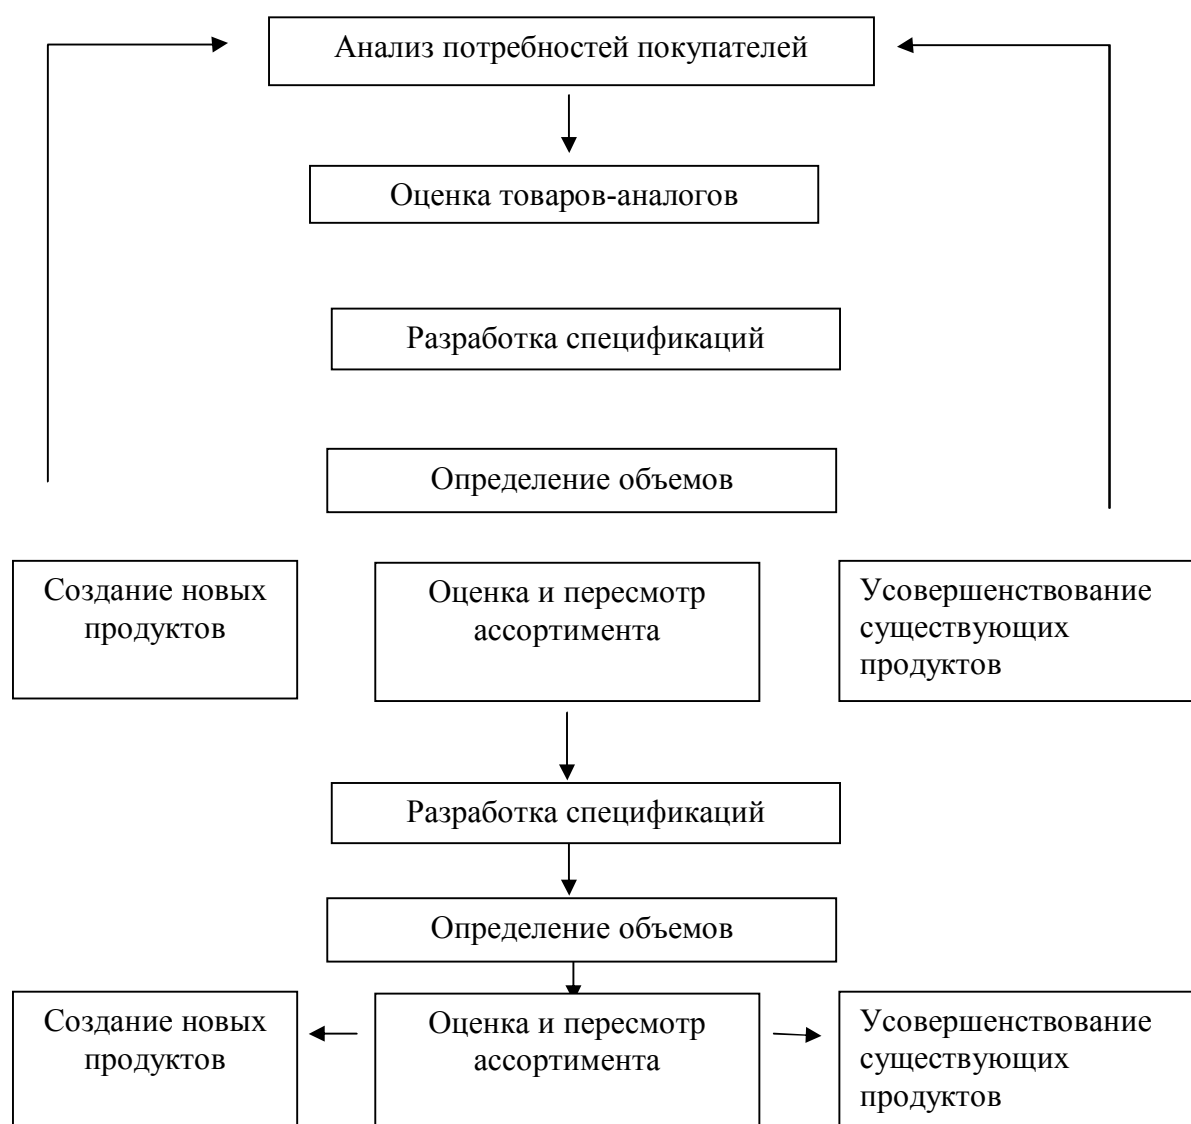 Анализ потребностей покупателей
Оценка товаров-аналогов
Разработка спецификаций
Определение объемов
Создание новых
продуктов
Оценка и пересмотр
ассортимента
Усовершенствование
существующих
продуктов
Разработка спецификаций
Определение объемов
Создание новых
продуктов
Оценка и пересмотр
ассортимента
Усовершенствование
существующих
продуктов